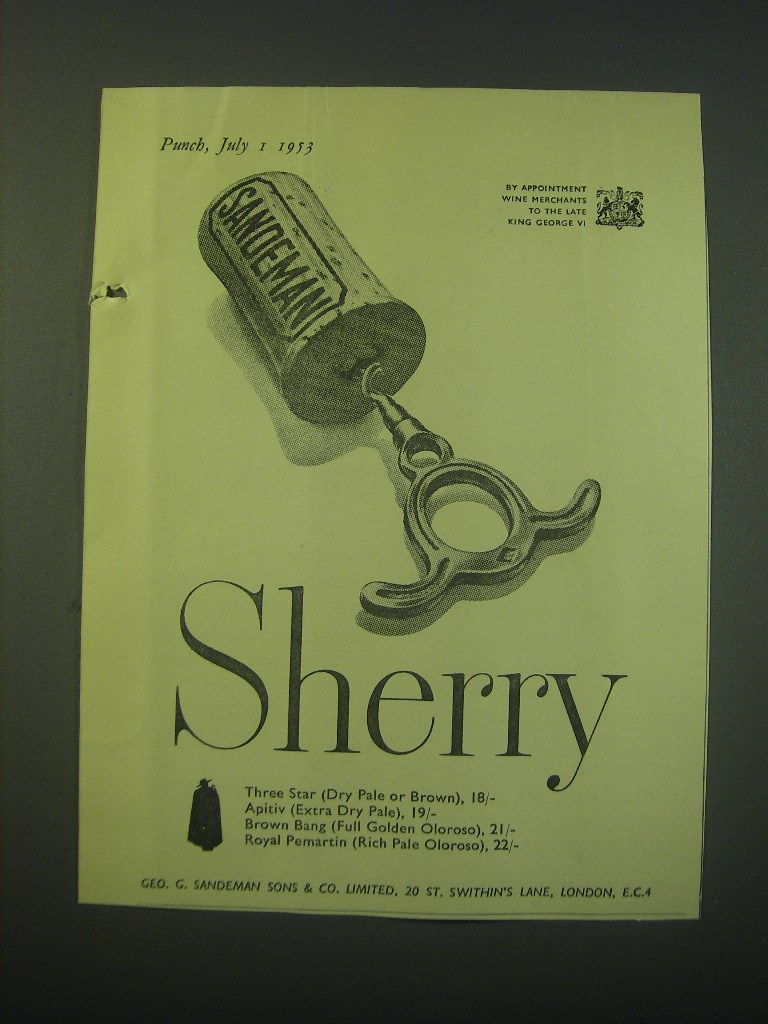 Punch, July 1 1953
BY APPOINTMENT
WINE MERCHANTS
TO THE LATE
KING GEORGE VI
SANDEMAN
Sherry
Three Star (Dry Pale or Brown), 18/-
Apitiv (Extra Dry Pale), 19/-
Brown Bang (Full Golden Oloroso), 21/-
Royal Pemartin (Rich Pale Oloroso), 22/-
GEO. G. SANDEMAN SONS & CO. LIMITED, 20 ST. SWITHIN'S LANE, LONDON, E.C.4